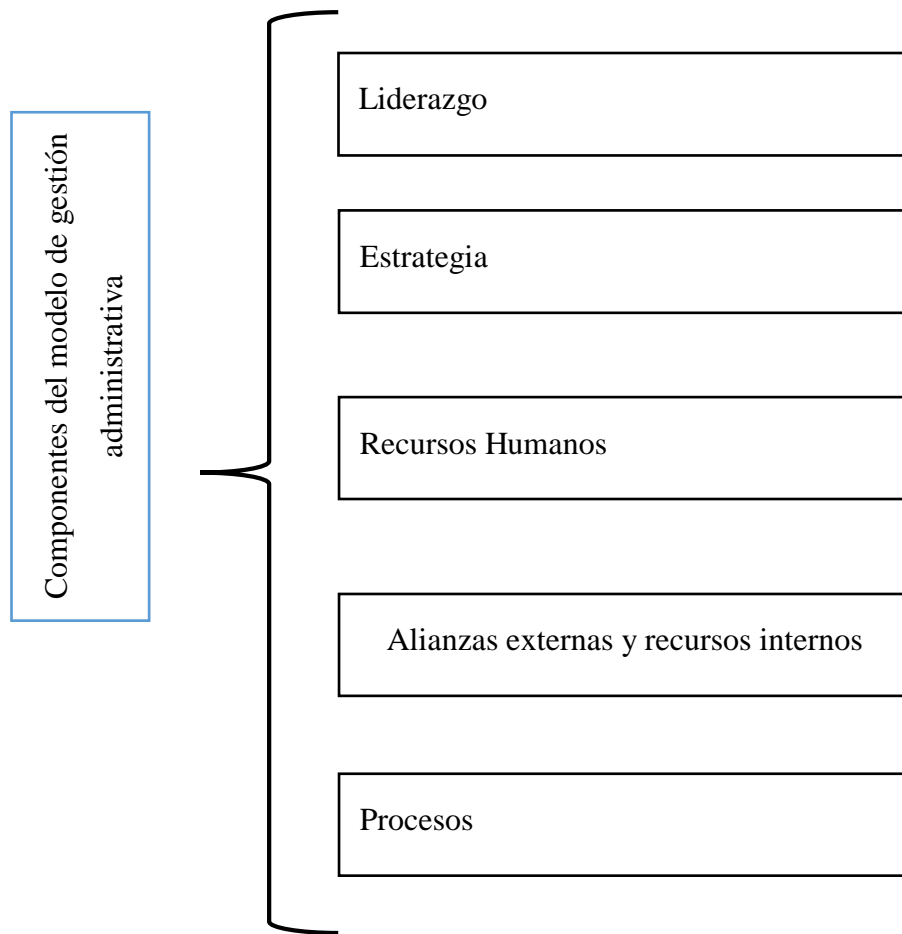 Componentes del modelo de gestión
administrativa
Liderazgo
Estrategia
Recursos Humanos
Alianzas externas y recursos internos
Procesos